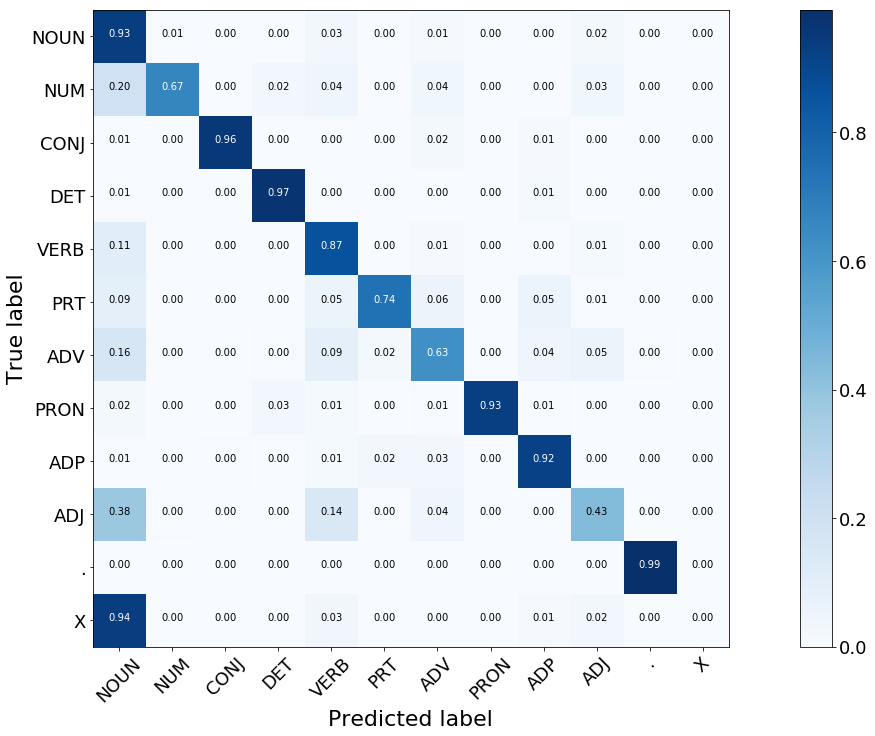 NOUN 0.93 0.01 0.00 0.00 0.03 0.00 0.01 0.00 0.00 0.02 0.00 0.00
NUM 0.20 0.67 0.00 0.02 0.04 0.00 0.04 0.00 0.00 0.03 0.00 0.00
CONJ 0.01 0.00 0.96 0.00 0.00 0.00 0.02 0.00 0.01 0.00 0.00 0.00
DET 0.01 0.00 0.00 0.97 0.00 0.00 0.00 0.00 0.01 0.00 0.00 0.00
VERB 0.11 0.00 0.00 0.00 0.87 0.00 0.01 0.00 0.00 0.01 0.00 0.00
PRT 0.09 0.00 0.00 0.00 0.05 0.74 0.06 0.00 0.05 0.01 0.00 0.00
ADV 0.16 0.00 0.00 0.00 0.09 0.02 0.63 0.00 0.04 0.05 0.00 0.00
PRON 0.02 0.00 0.00 0.03 0.01 0.00 0.01 0.93 0.01 0.00 0.00 0.00
ADP 0.01 0.00 0.00 0.00 0.01 0.02 0.03 0.00 0.92 0.00 0.00 0.00
ADJ 0.38 0.00 0.00 0.00 0.14 0.00 0.04 0.00 0.00 0.43 0.00 0.00
. 0.00 0.00 0.00 0.00 0.00 0.00 0.00 0.00 0.00 0.00 0.99 0.00
X 0.94 0.00 0.00 0.00 0.03 0.00 0.00 0.00 0.01 0.02 0.00 0.00
NOUN NUM CONJ DET VERB PRT ADV PRON ADP ADJ . X
True label
Predicted label
0.8
0.6
0.4
0.2
0.0